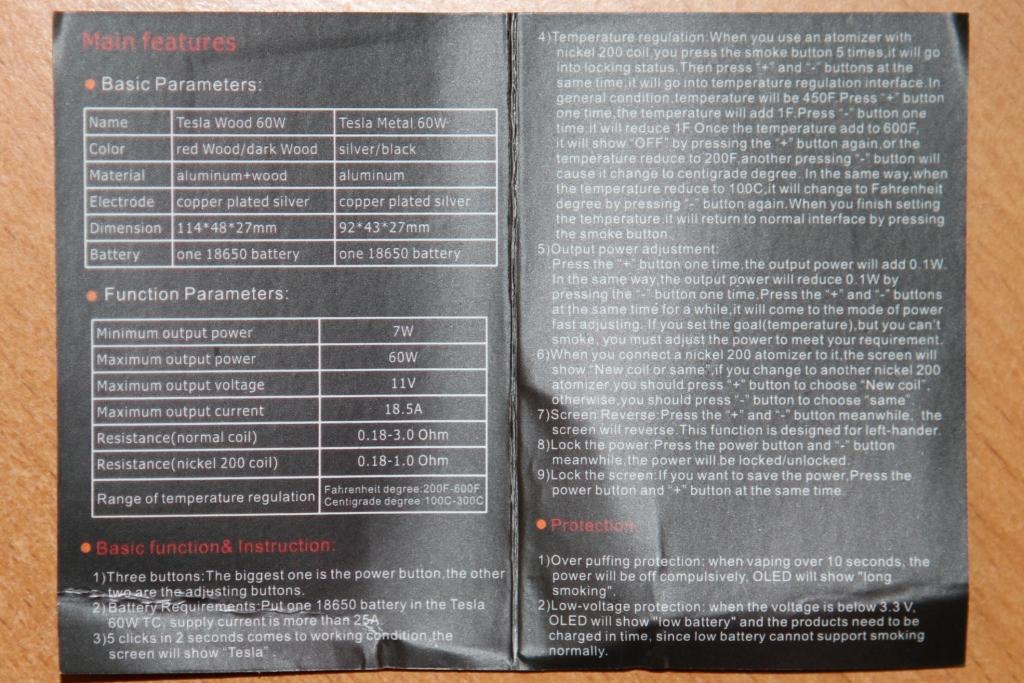 Main features
Basic Parameters:
Name Tesla Wood 60W Tesla Metal 60W
Color red Wood/dark Wood silver/black
Material aluminum+wood aluminum
Electrode copper plated silver copper plated silver
Dimension 114*48*27mm 92*43*27mm
Battery one 18650 battery one 18650 battery
Function Parameters:
Minimum output power 7W
Maximum output power 60W
Maximum output voltage 11V
Maximum output current 18.5A
Resistance(normal coil) 0.18-3.0 Ohm
Resistance(nickel 200 coil) 0.18-1.0 Ohm
Range of temperature regulation Fahrenheit degree:200F-600F
Centigrade degree:100C-300C
Basic function& Instruction:
1)Three buttons:The biggest one is the power button,the other
two are the adjusting buttons.
2)Battery Requirements:Put one 18650 battery in the Tesla
60W TC, supply current is more than 25A.
3)5 clicks in 2 seconds comes to working condition,the
screen will show "Tesla".
4)Temperature regulation:When you use an atomizer with
nickel 200 coil,you press the smoke button 5 times,it will go
into locking status.Then press "+" and "-" buttons at the
same time,it will go into temperature regulation interface.In
general condition,temperature will be 450F.Press "+" button
one time,the temperature will add 1F.Press "-" button one
time,it will reduce 1F.Once the temperature add to 600F,
it will show "OFF" by pressing the "+" button again,or the
temperature reduce to 200F,another pressing "-" button will
cause it change to centigrade degree. In the same way,when
the temperature reduce to 100C,it will change to Fahrenheit
degree by pressing "-" button again.When you finish setting
the temperature,it will return to normal interface by pressing
the smoke button.
5)Output power adjustment:
Press the "+" button one time,the output power will add 0.1W.
In the same way,the output power will reduce 0.1W by
pressing the "-" button one time.Press the "+" and "-" buttons
at the same time for a while,it will come to the mode of power
fast adjusting. If you set the goal(temperature),but you can't
smoke, you must adjust the power to meet your requirement.
6)When you connect a nickel 200 atomizer to it,the screen will
show "New coil or same",if you change to another nickel 200
atomizer,you should press "+" button to choose "New coil",
otherwise,you should press "-" button to choose "same".
7)Screen Reverse:Press the "+" and "-" button meanwhile, the
screen will reverse.This function is designed for left-hander.
8)Lock the power:Press the power button and "-" button
meanwhile,the power will be locked/unlocked.
9)Lock the screen:If you want to save the power,Press the
power button and "+" button at the same time.
Protection:
1)Over puffing protection: when vaping over 10 seconds, the
power will be off compulsively, OLED will show "long
smoking".
2)Low-voltage protection: when the voltage is below 3.3 V,
OLED will show "low battery" and the products need to be
charged in time, since low battery cannot support smoking
normally.